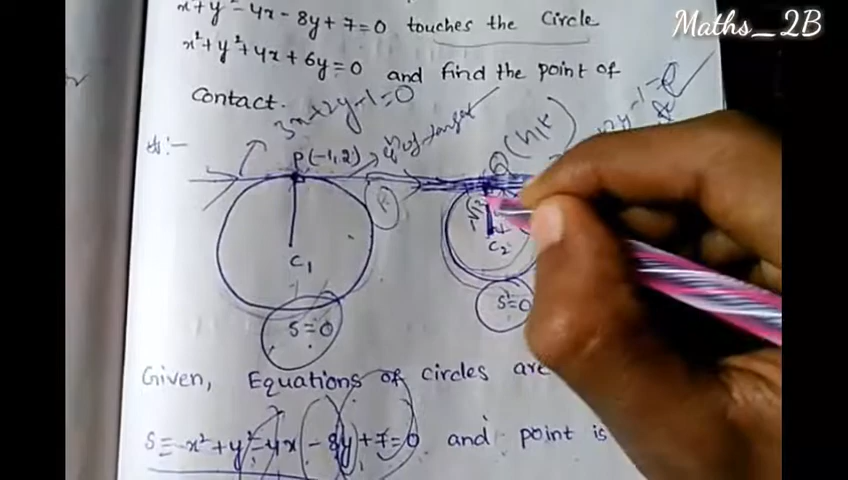 Maths_2B
x²+y²-4x-8y+7=0 touches the Circle
x²+y²+4x+6y=0 and find the point of
contact.
3x+2y-1=0
Q(h,k)
P(-1,2)
C₁
C₂
S=0
S'=0
Given, Equations of circles are
S≡x²+y²-4x-8y+7=0 and point is